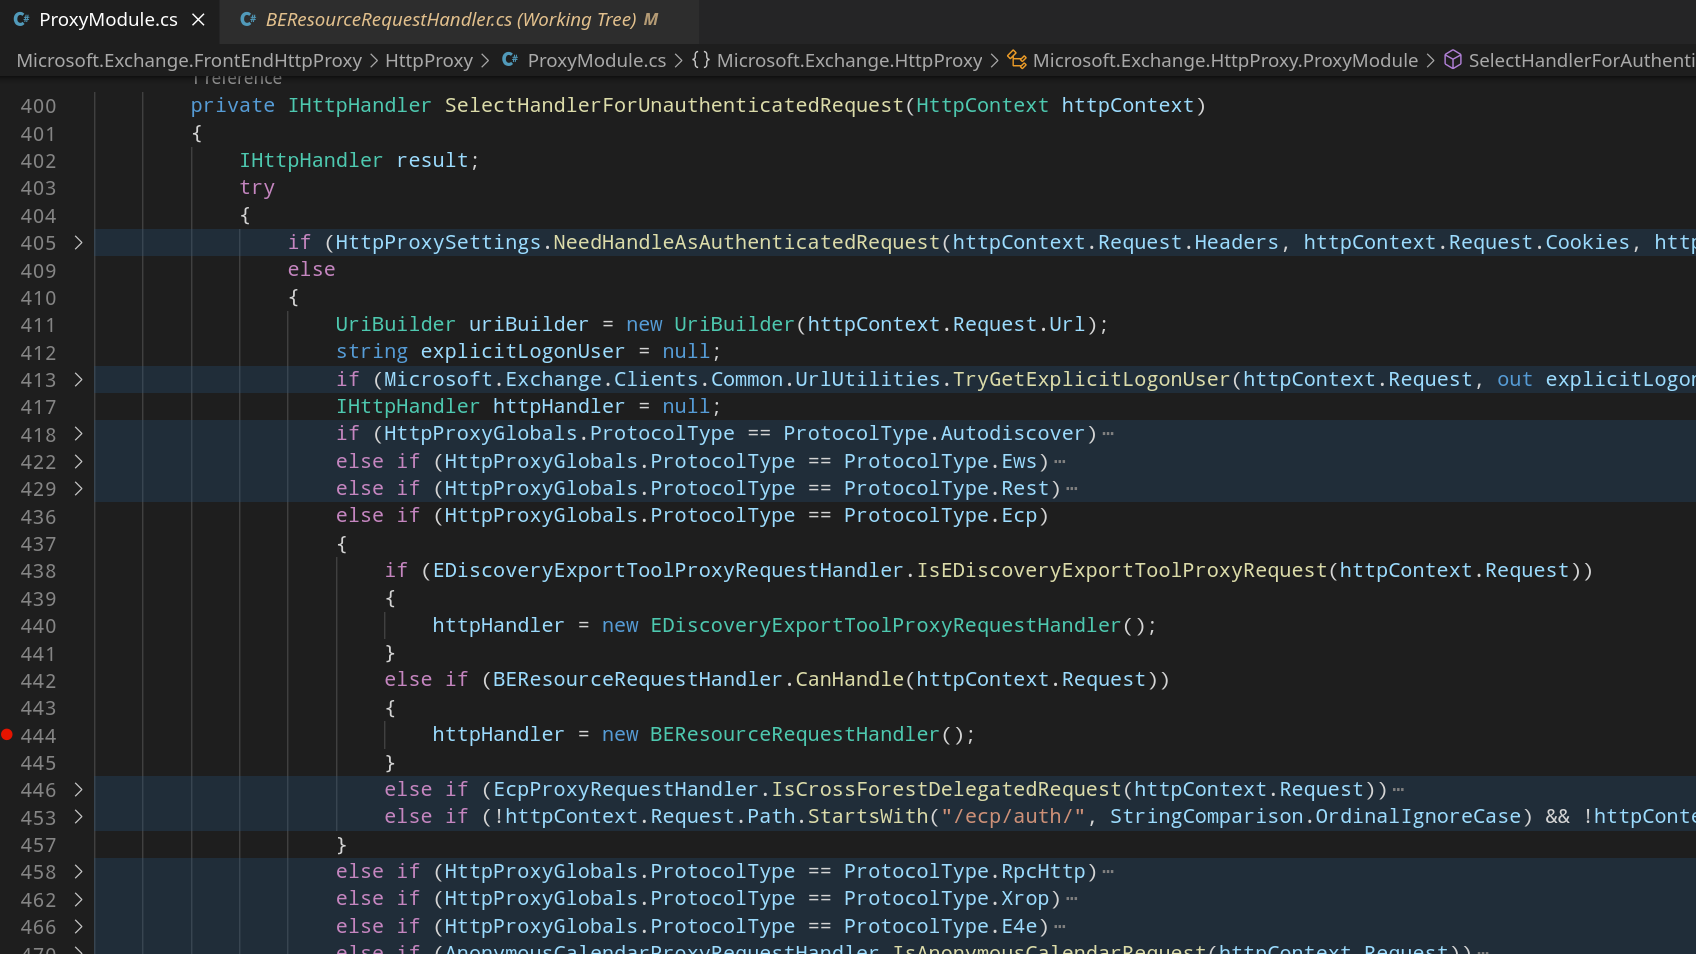 ProxyModule.cs
BEResourceRequestHandler.cs (Working Tree) M
Microsoft.Exchange.FrontEndHttpProxy > HttpProxy > ProxyModule.cs > {} Microsoft.Exchange.HttpProxy > Microsoft.Exchange.HttpProxy.ProxyModule > SelectHandlerForAuthenti
1 reference
400 private IHttpHandler SelectHandlerForUnauthenticatedRequest(HttpContext httpContext)
401 {
402 IHttpHandler result;
403 try
404 {
405 if (HttpProxySettings.NeedHandleAsAuthenticatedRequest(httpContext.Request.Headers, httpContext.Request.Cookies, http
409 else
410 {
411 UriBuilder uriBuilder = new UriBuilder(httpContext.Request.Url);
412 string explicitLogonUser = null;
413 if (Microsoft.Exchange.Clients.Common.UrlUtilities.TryGetExplicitLogonUser(httpContext.Request, out explicitLogon
417 IHttpHandler httpHandler = null;
418 if (HttpProxyGlobals.ProtocolType == ProtocolType.Autodiscover)⋯
422 else if (HttpProxyGlobals.ProtocolType == ProtocolType.Ews)⋯
429 else if (HttpProxyGlobals.ProtocolType == ProtocolType.Rest)⋯
436 else if (HttpProxyGlobals.ProtocolType == ProtocolType.Ecp)
437 {
438 if (EDiscoveryExportToolProxyRequestHandler.IsEDiscoveryExportToolProxyRequest(httpContext.Request))
439 {
440 httpHandler = new EDiscoveryExportToolProxyRequestHandler();
441 }
442 else if (BEResourceRequestHandler.CanHandle(httpContext.Request))
443 {
444 httpHandler = new BEResourceRequestHandler();
445 }
446 else if (EcpProxyRequestHandler.IsCrossForestDelegatedRequest(httpContext.Request))⋯
453 else if (!httpContext.Request.Path.StartsWith("/ecp/auth/", StringComparison.OrdinalIgnoreCase) && !httpConte
457 }
458 else if (HttpProxyGlobals.ProtocolType == ProtocolType.RpcHttp)⋯
462 else if (HttpProxyGlobals.ProtocolType == ProtocolType.Xrop)⋯
466 else if (HttpProxyGlobals.ProtocolType == ProtocolType.E4e)⋯
470 else if (AnonymousCalendarProxyRequestHandler.IsAnonymousCalendarRequest(httpContext.Request))⋯